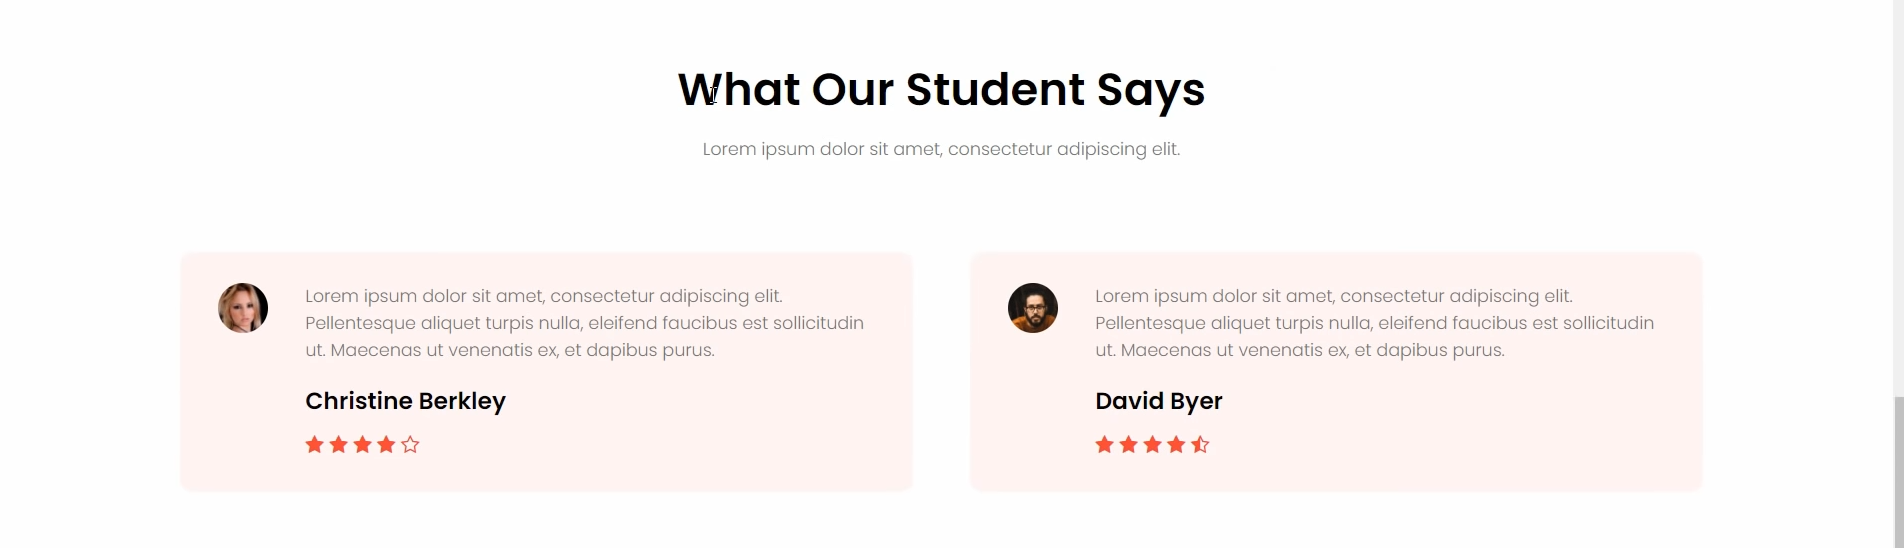 What Our Student Says
Lorem ipsum dolor sit amet, consectetur adipiscing elit.
Lorem ipsum dolor sit amet, consectetur adipiscing elit.
Pellentesque aliquet turpis nulla, eleifend faucibus est sollicitudin
ut. Maecenas ut venenatis ex, et dapibus purus.
Christine Berkley
Lorem ipsum dolor sit amet, consectetur adipiscing elit.
Pellentesque aliquet turpis nulla, eleifend faucibus est sollicitudin
ut. Maecenas ut venenatis ex, et dapibus purus.
David Byer